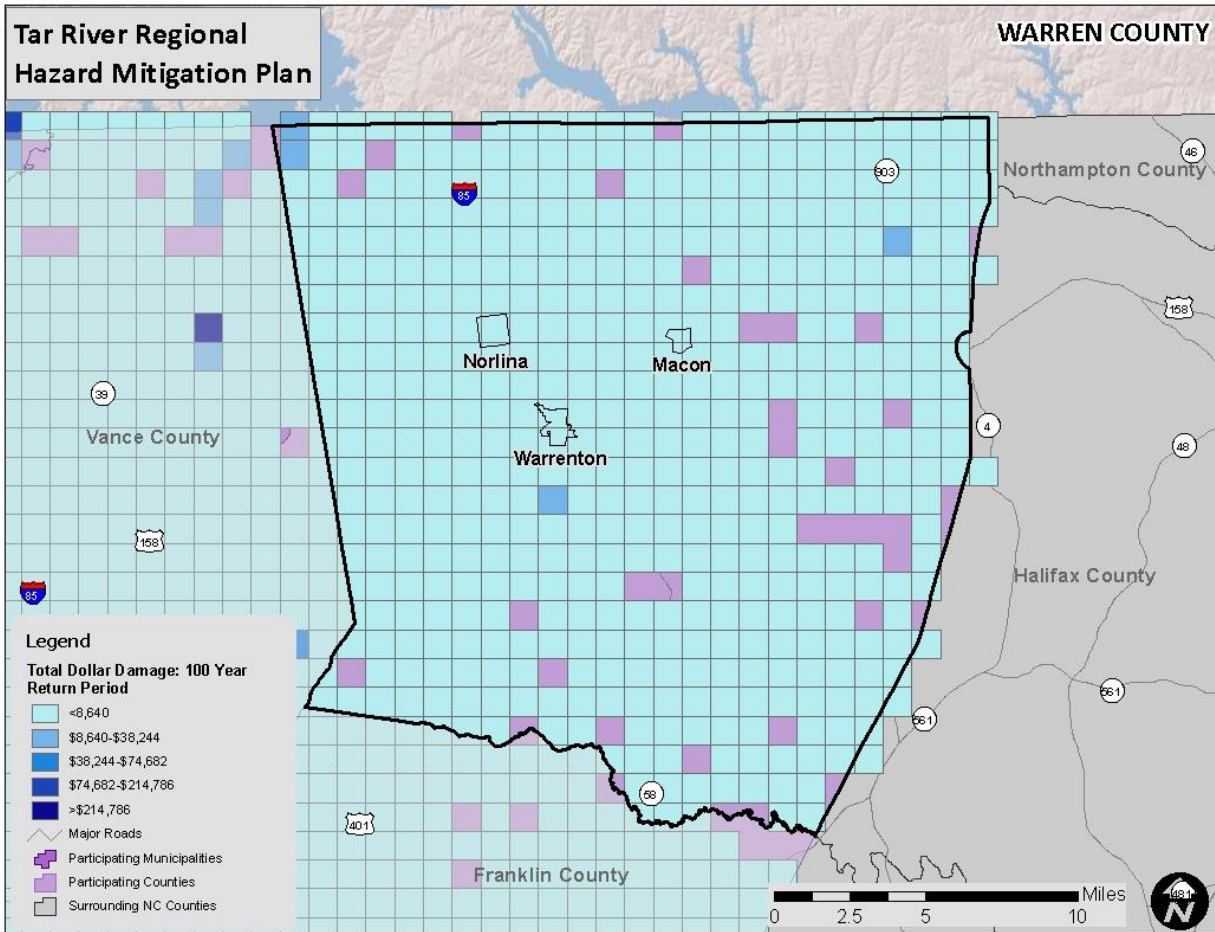 Tar River Regional
Hazard Mitigation Plan
WARREN COUNTY
46
903
Northampton County
85
158
Norlina
Macon
39
Vance County
4
48
Warrenton
158
85
Halifax County
561
561
58
401
Franklin County
Legend
Total Dollar Damage: 100 Year
Return Period
<8,640
$8,640-$38,244
$38,244-$74,682
$74,682-$214,786
>$214,786
Major Roads
Participating Municipalities
Participating Counties
Surrounding NC Counties
Miles
0 2.5 5 10
481
N